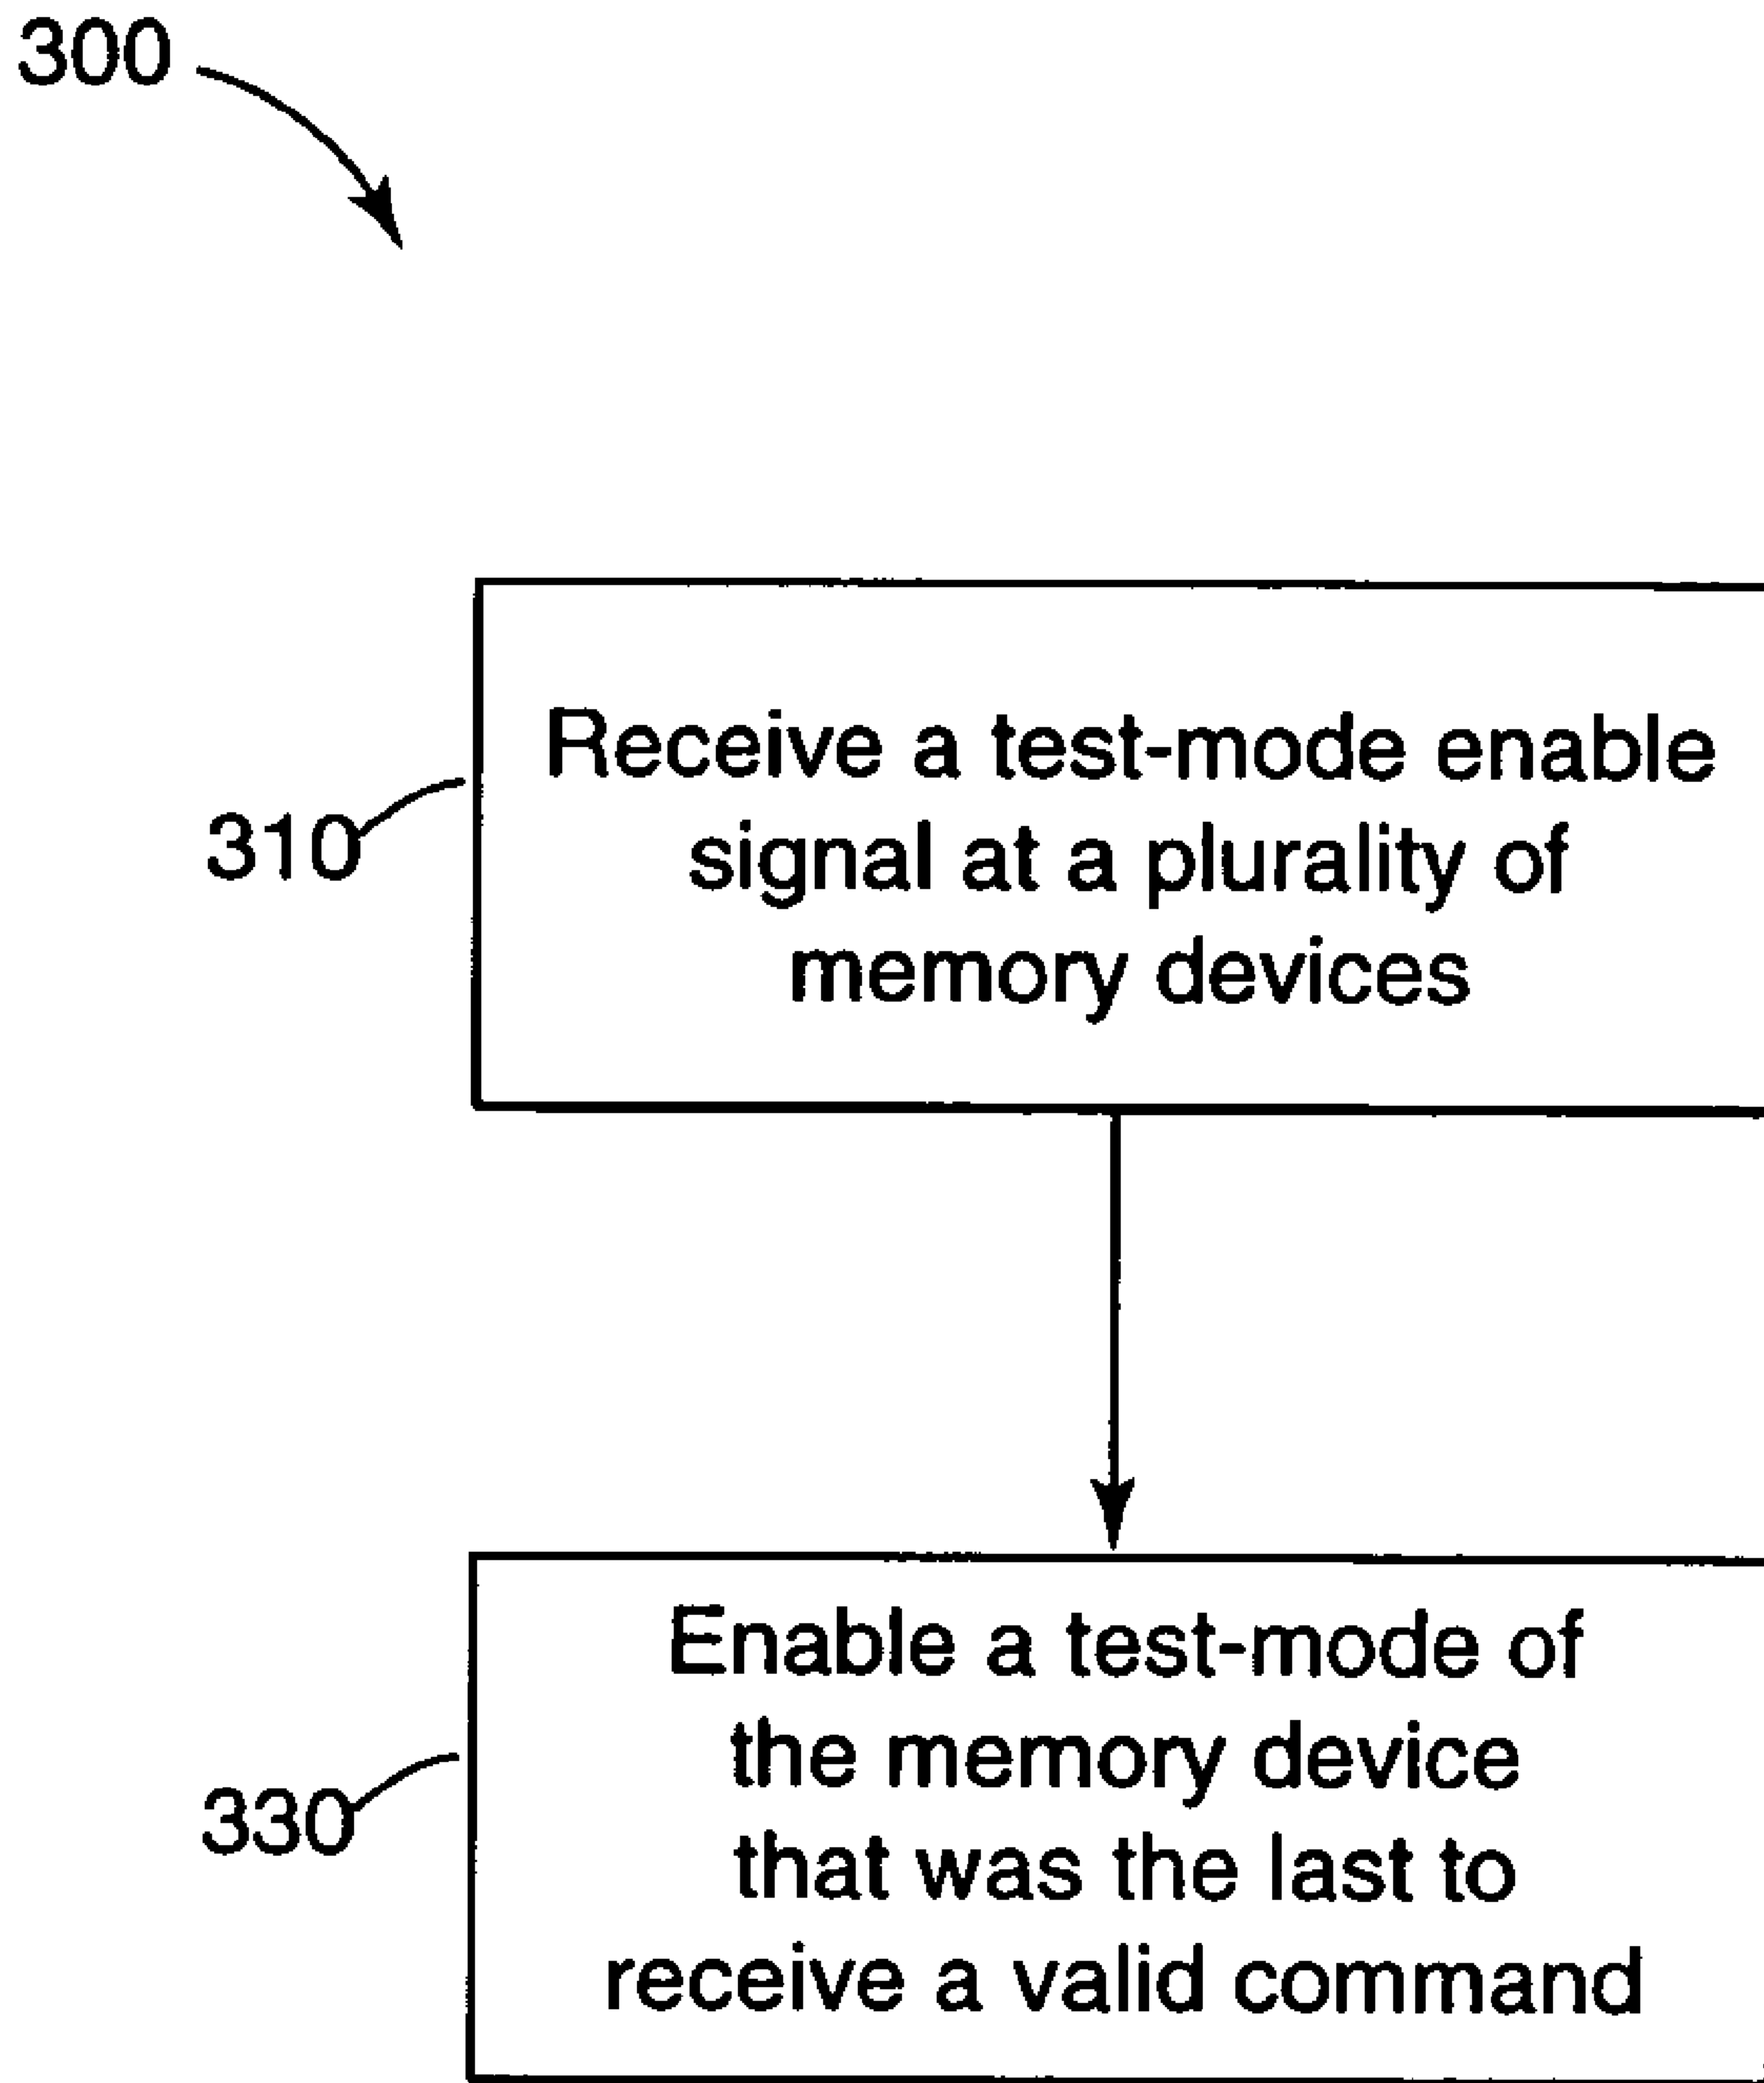 300
310
Receive a test-mode enable
signal at a plurality of
memory devices
330
Enable a test-mode of
the memory device
that was the last to
receive a valid command